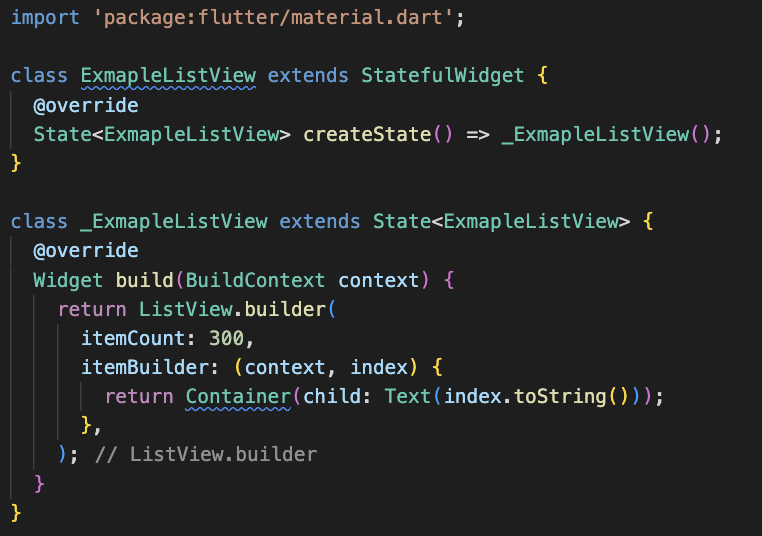 import 'package:flutter/material.dart';
class ExmapleListView extends StatefulWidget {
@override
State<ExmapleListView> createState() => _ExmapleListView();
}
class _ExmapleListView extends State<ExmapleListView> {
@override
Widget build(BuildContext context) {
return ListView.builder(
itemCount: 300,
itemBuilder: (context, index) {
return Container(child: Text(index.toString()));
},
); // ListView.builder
}
}